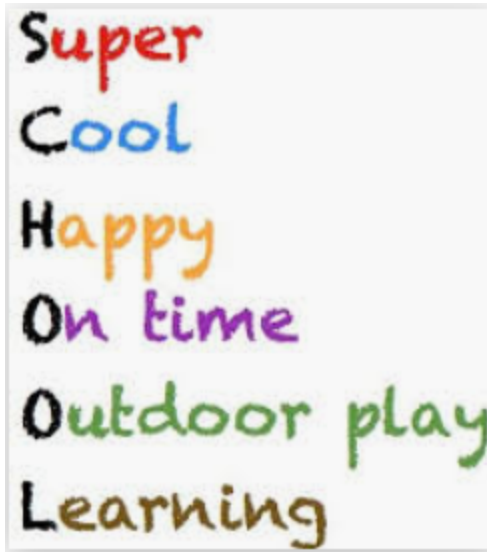 Super
Cool
Happy
On time
Outdoor play
Learning